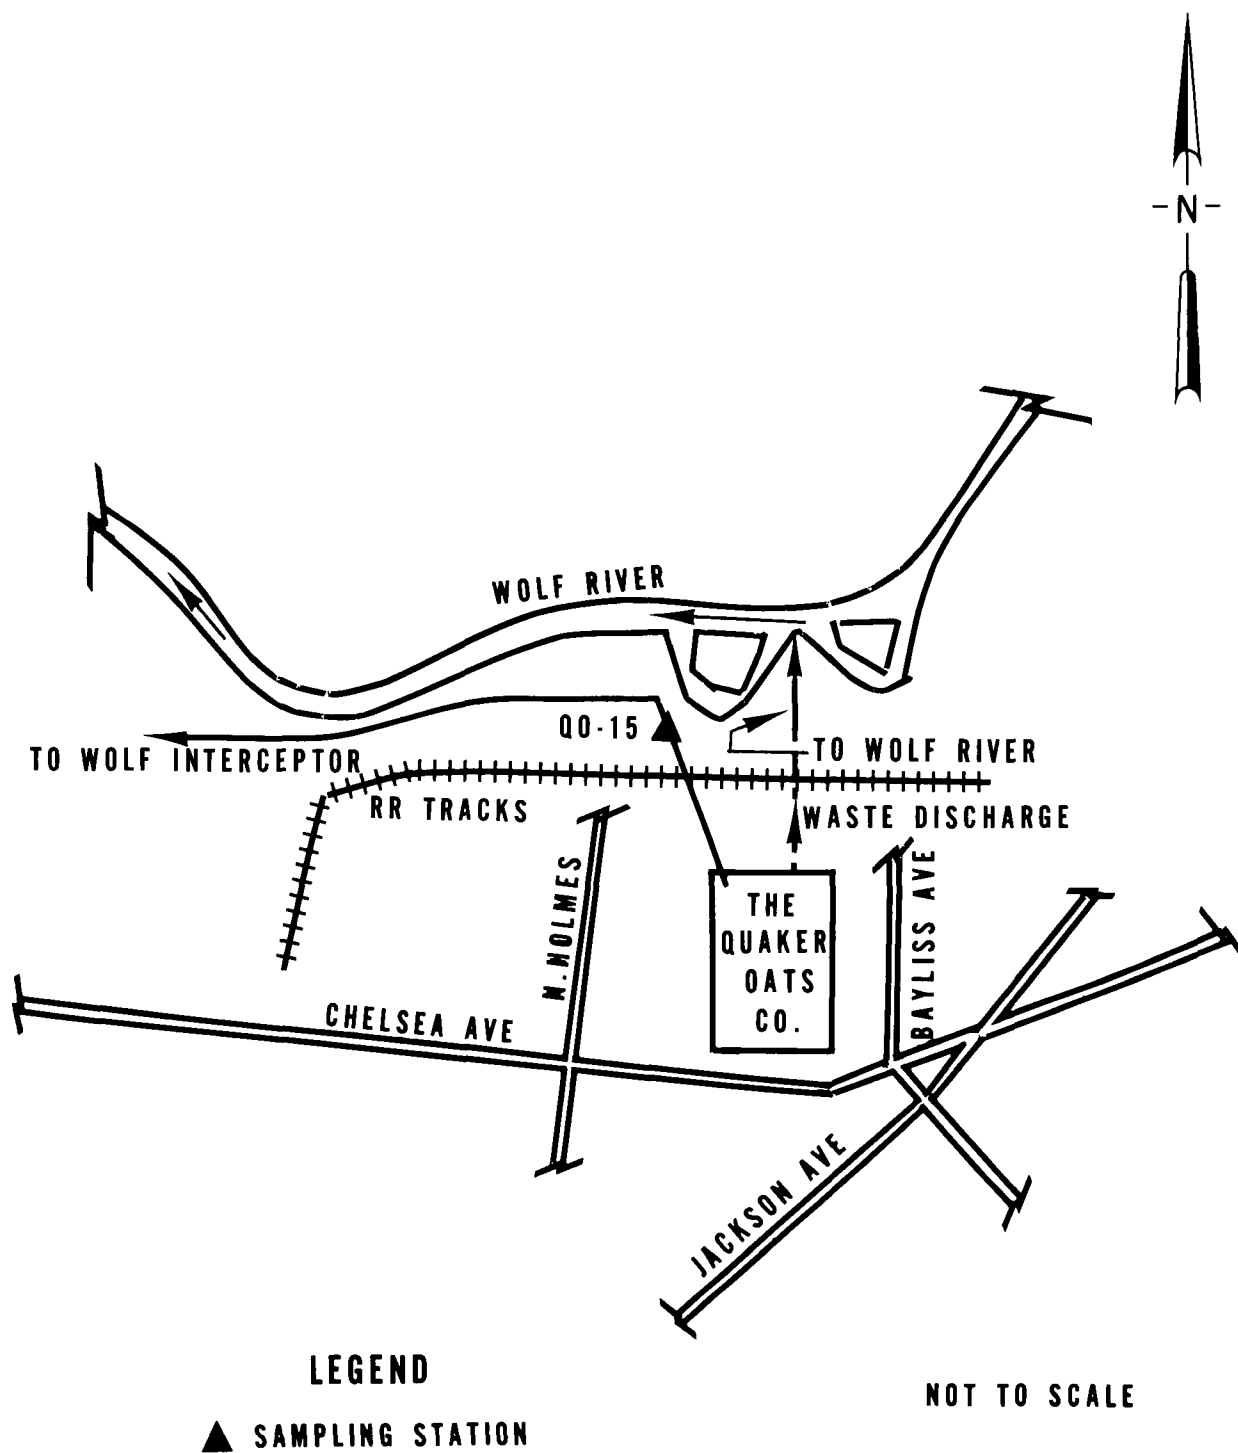 -N-
WOLF RIVER
QO-15
TO WOLF RIVER
TO WOLF INTERCEPTOR
RR TRACKS
WASTE DISCHARGE
N. HOLMES
THE
QUAKER
OATS
CO.
BAYLISS AVE
CHELSEA AVE
JACKSON AVE
LEGEND
▲ SAMPLING STATION
NOT TO SCALE